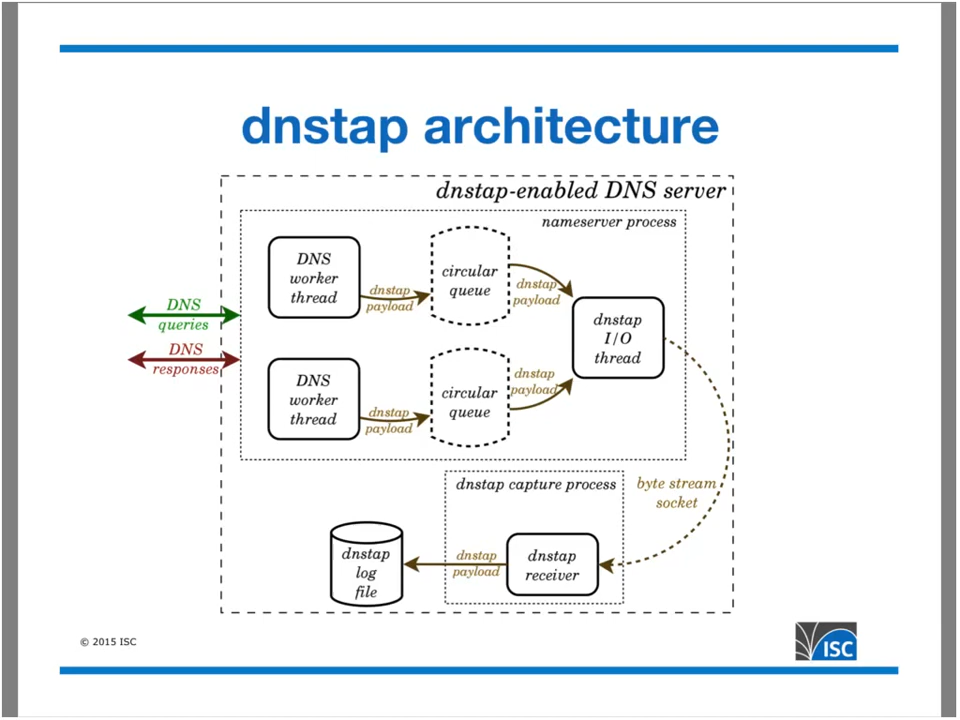 dnstap architecture
dnstap-enabled DNS server
nameserver process
DNS
worker
thread
dnstap
payload
circular
queue
dnstap
payload
dnstap
I/O
thread
DNS
queries
DNS
responses
DNS
worker
thread
dnstap
payload
circular
queue
dnstap
payload
byte stream
socket
dnstap capture process
dnstap
receiver
dnstap
payload
dnstap
log
file
© 2015 ISC
ISC